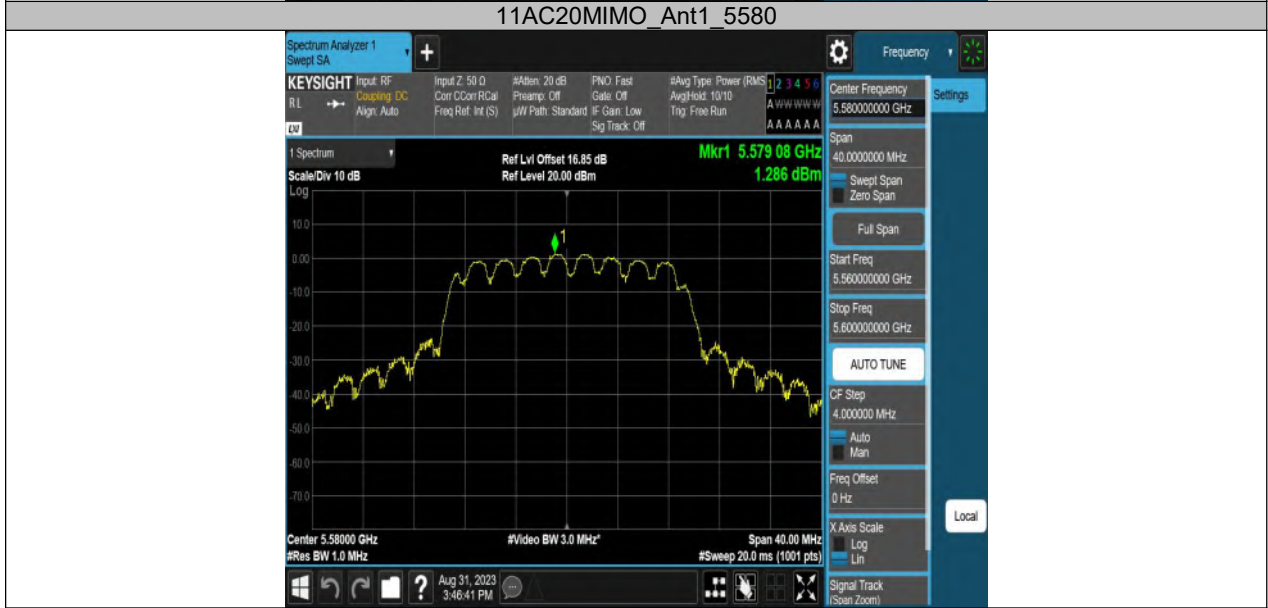 11AC20MIMO_Ant1_5580
Spectrum Analyzer 1
Swept SA
+
Frequency
KEYSIGHT
RL
LXI
Input: RF
Coupling: DC
Align: Auto
Input Z: 50 Ω
Corr CCorr RCal
Freq Ref: Int (S)
#Atten: 20 dB
Preamp: Off
µW Path: Standard
PNO: Fast
Gate: Off
IF Gain: Low
Sig Track: Off
#Avg Type: Power (RMS
Avg|Hold: 10/10
Trig: Free Run
1 2 3 4 5 6
A W W W W W
A A A A A A
1 Spectrum
Scale/Div 10 dB
Log
Ref Lvl Offset 16.85 dB
Ref Level 20.00 dBm
Mkr1 5.579 08 GHz
1.286 dBm
10.0
0.00
-10.0
-20.0
-30.0
-40.0
-50.0
-60.0
-70.0
1
Center 5.58000 GHz
#Res BW 1.0 MHz
#Video BW 3.0 MHz*
Span 40.00 MHz
#Sweep 20.0 ms (1001 pts)
?
Aug 31, 2023
3:46:41 PM
Center Frequency
5.580000000 GHz
Settings
Span
40.0000000 MHz
Swept Span
Zero Span
Full Span
Start Freq
5.560000000 GHz
Stop Freq
5.600000000 GHz
AUTO TUNE
CF Step
4.000000 MHz
Auto
Man
Freq Offset
0 Hz
X Axis Scale
Log
Lin
Local
Signal Track
(Span Zoom)